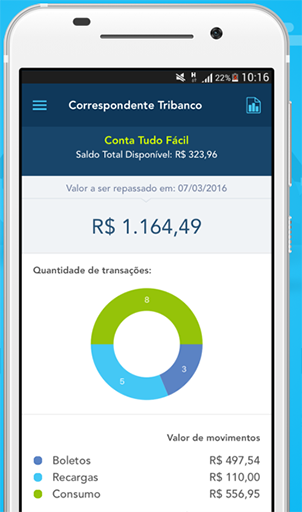 22% 10:16
Correspondente Tribanco
Conta Tudo Fácil
Saldo Total Disponível: R$ 323,96
Valor a ser repassado em: 07/03/2016
R$ 1.164,49
Quantidade de transações:
8
5
3
Valor de movimentos
Boletos R$ 497,54
Recargas R$ 110,00
Consumo R$ 556,95